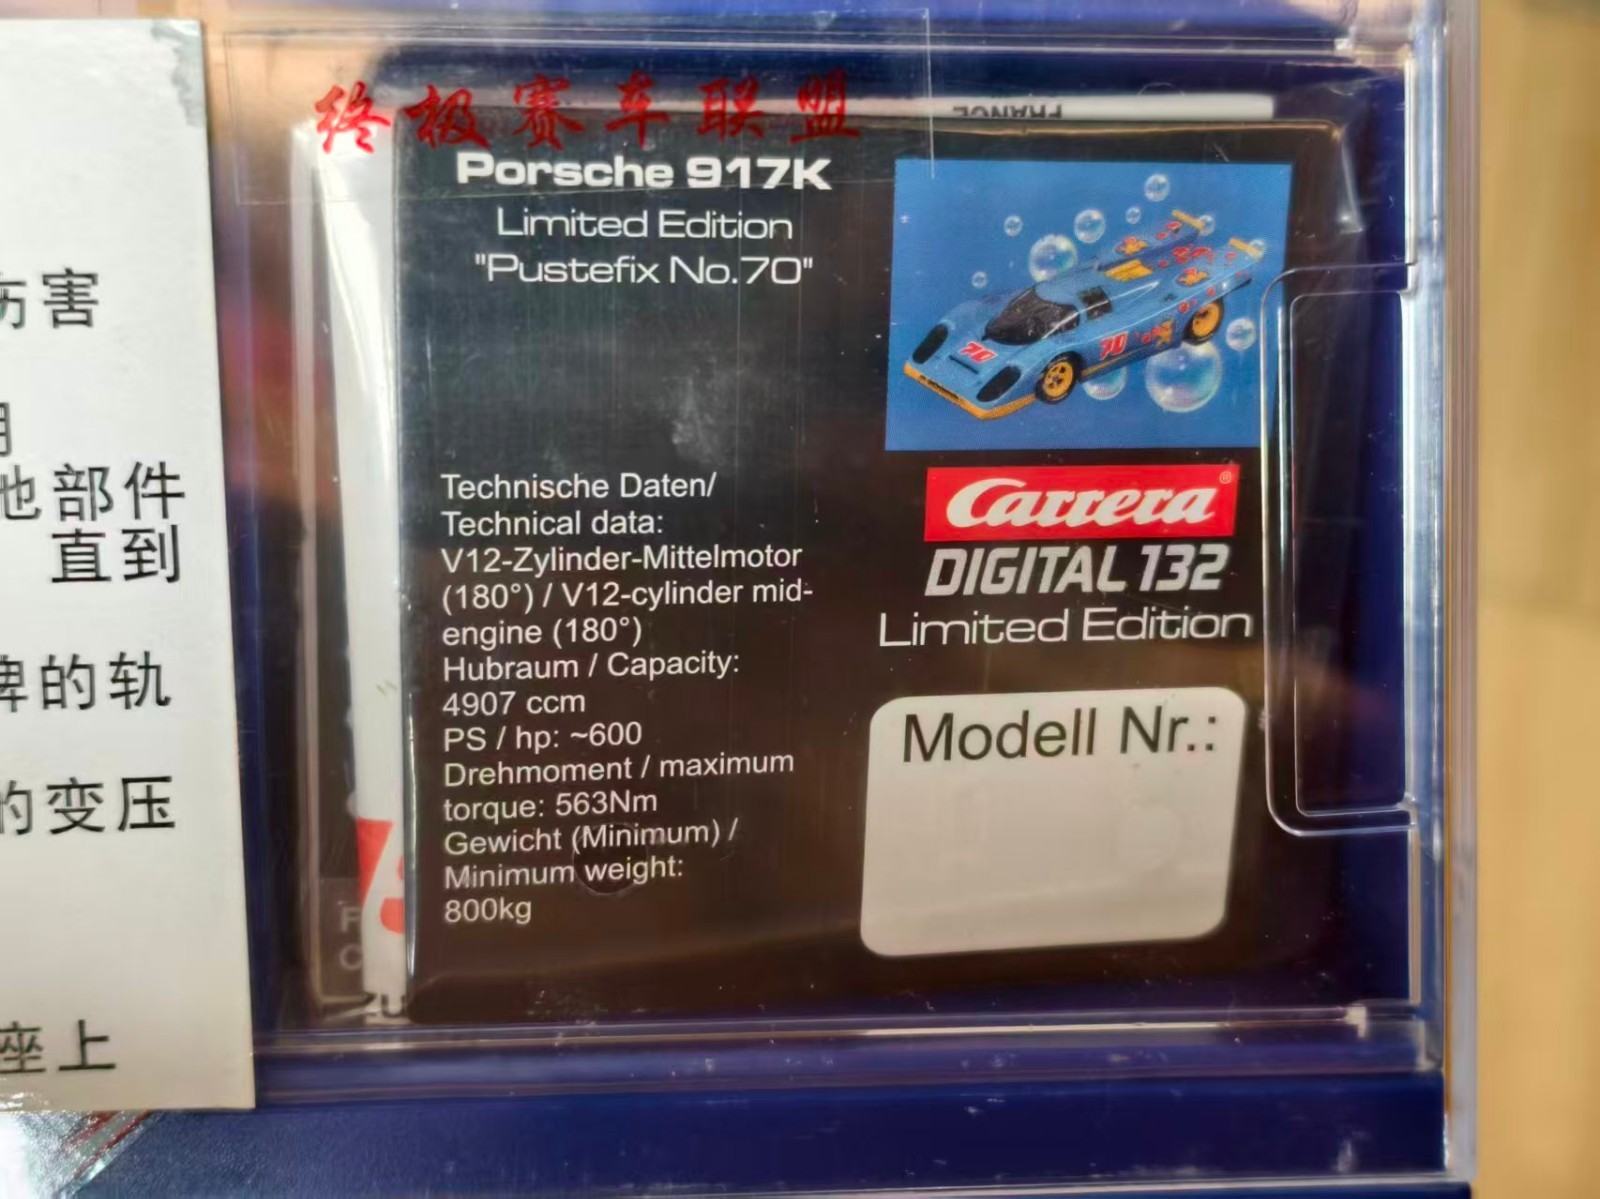 伤害
部件
直到
的轨
的变压
座上
终极赛车联盟
FRANCE
Porsche 917K
Limited Edition
"Pustefix No.70"
70
70
Technische Daten/
Technical data:
V12-Zylinder-Mittelmotor
(180°) / V12-cylinder mid-
engine (180°)
Hubraum / Capacity:
4907 ccm
PS / hp: ~600
Drehmoment / maximum
torque: 563Nm
Gewicht (Minimum) /
Minimum weight:
800kg
Carrera®
DIGITAL 132
Limited Edition
Modell Nr.: